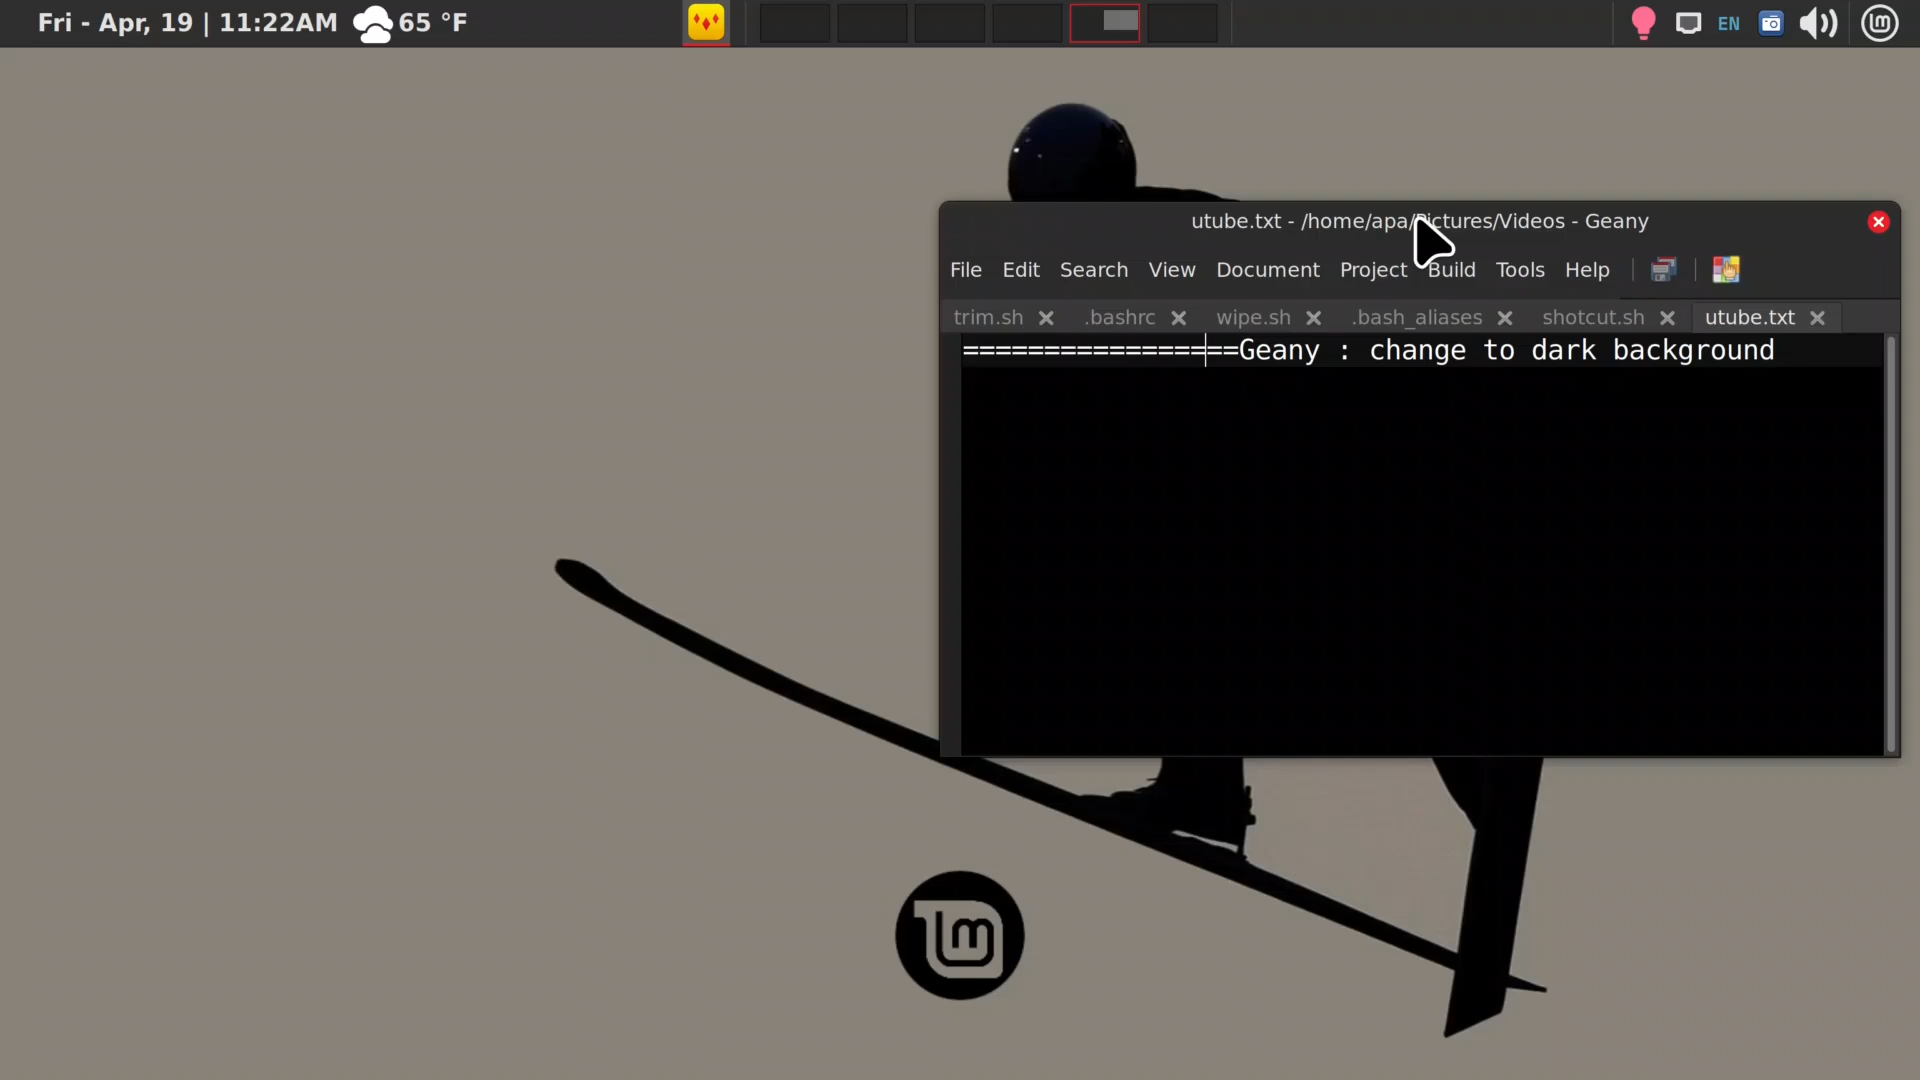 Fri - Apr, 19 | 11:22AM 65 °F
EN
utube.txt - /home/apa/Pictures/Videos - Geany
File Edit Search View Document Project Build Tools Help
trim.sh .bashrc wipe.sh .bash_aliases shotcut.sh utube.txt
=================Geany : change to dark background